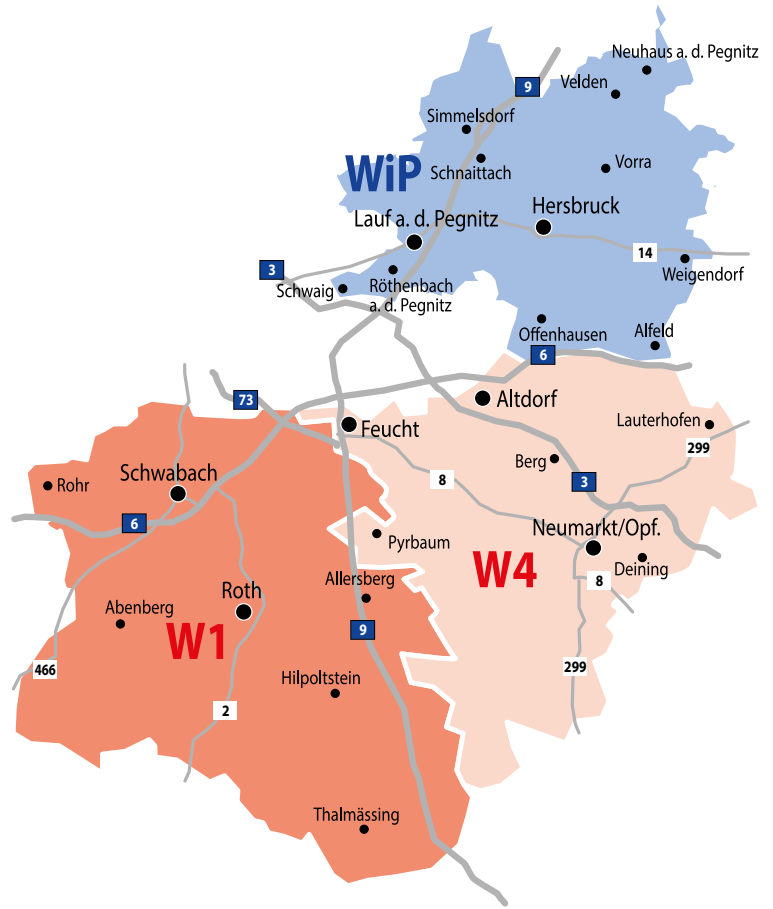 Neuhaus a. d. Pegnitz
9
Velden
Simmelsdorf
WiP
Schnaittach
Vorra
Lauf a. d. Pegnitz
Hersbruck
14
3
Schwaig
Röthenbach
a. d. Pegnitz
Weigendorf
Offenhausen
Alfeld
6
73
Altdorf
Feucht
Lauterhofen
299
Schwabach
Rohr
8
Berg
3
6
Neumarkt/Opf.
Pyrbaum
W4
Deining
8
Allersberg
Roth
Abenberg
W1
9
466
Hilpoltstein
299
2
Thalmässing